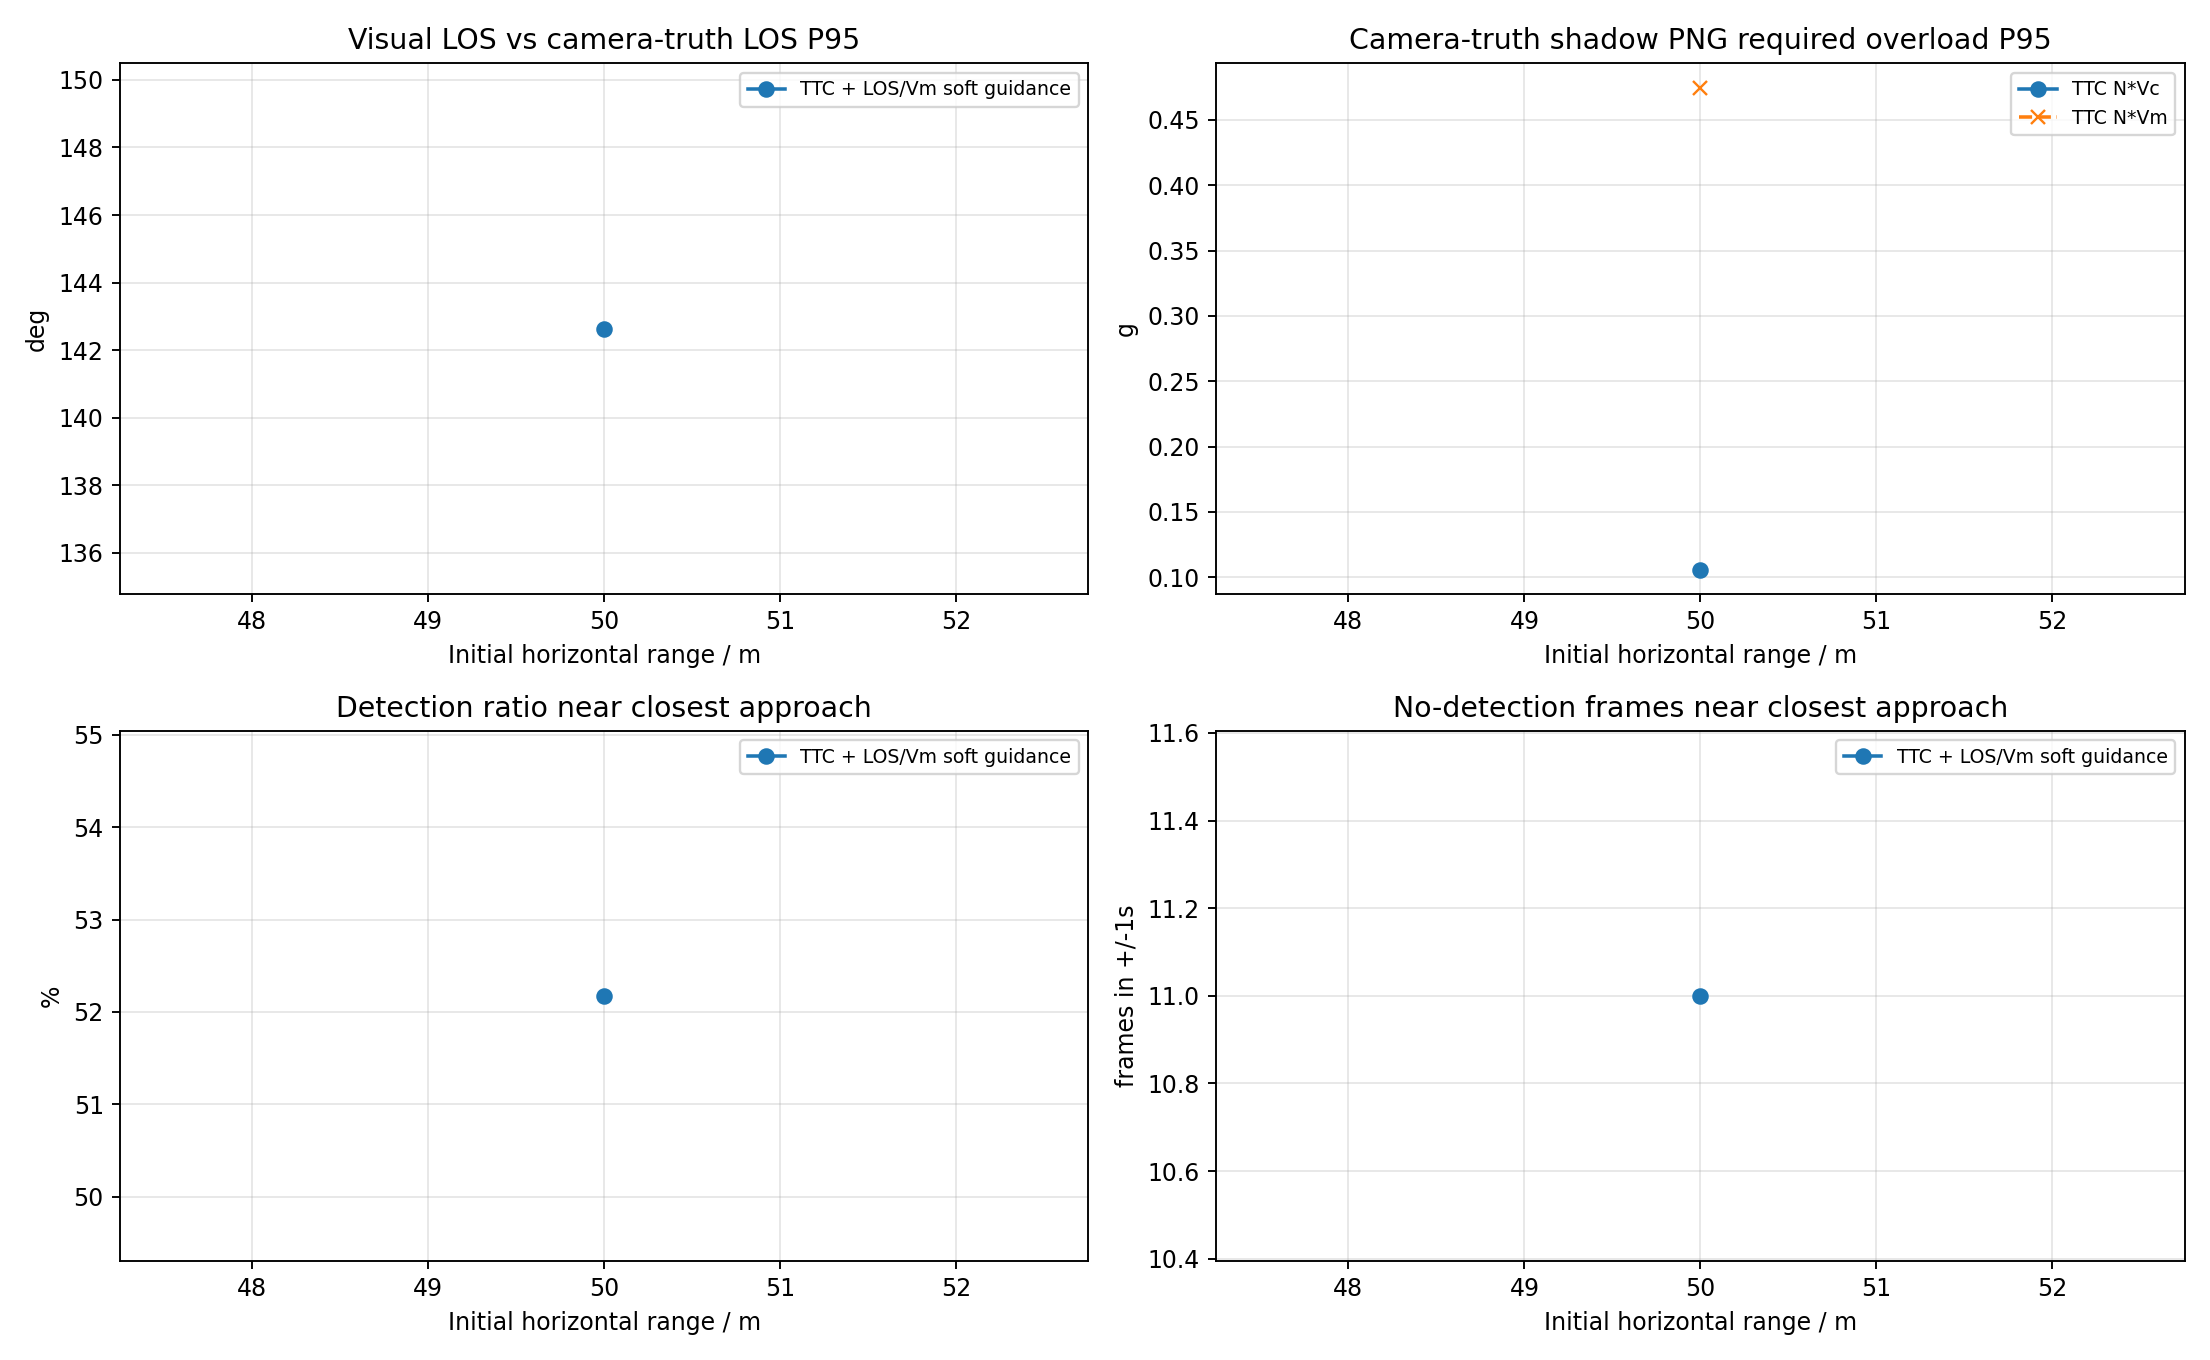 Visual LOS vs camera-truth LOS P95
TTC + LOS/Vm soft guidance
150
148
146
144
142
140
138
136
deg
48 49 50 51 52
Initial horizontal range / m
Camera-truth shadow PNG required overload P95
TTC N*Vc
TTC N*Vm
0.45
0.40
0.35
0.30
0.25
0.20
0.15
0.10
g
48 49 50 51 52
Initial horizontal range / m
Detection ratio near closest approach
TTC + LOS/Vm soft guidance
55
54
53
52
51
50
%
48 49 50 51 52
Initial horizontal range / m
No-detection frames near closest approach
TTC + LOS/Vm soft guidance
11.6
11.4
11.2
11.0
10.8
10.6
10.4
frames in +/-1s
48 49 50 51 52
Initial horizontal range / m